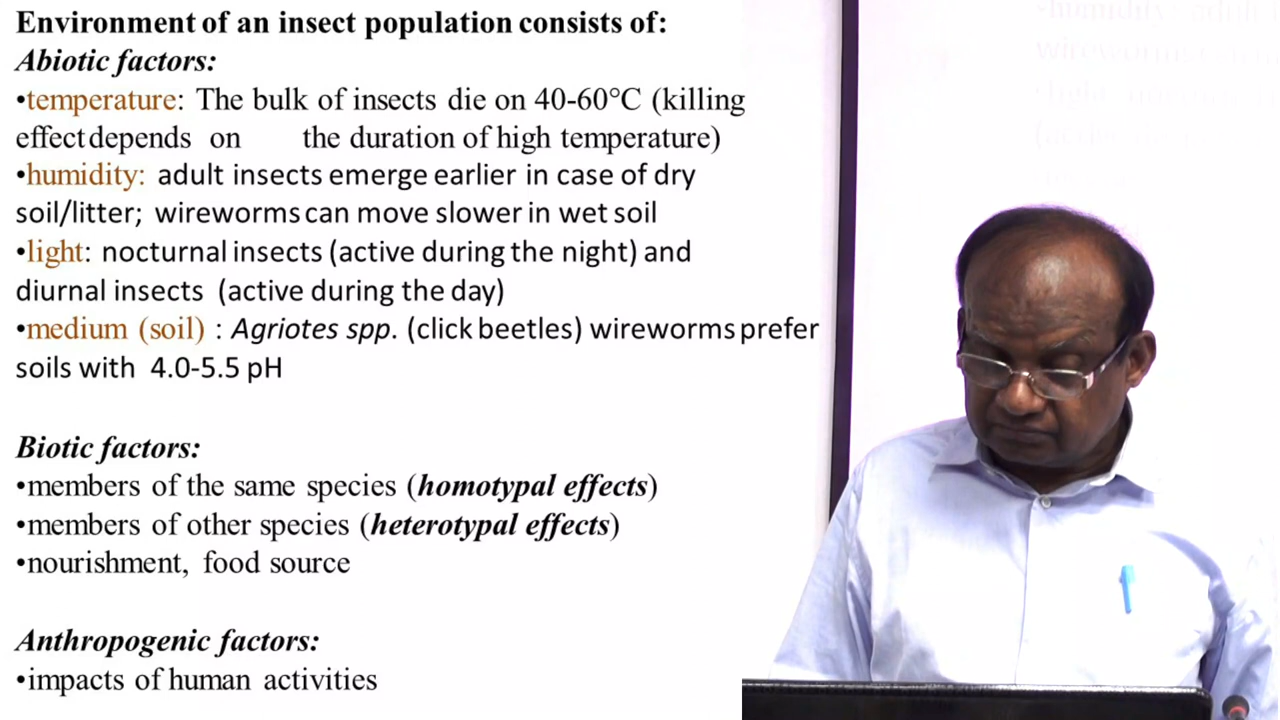 Environment of an insect population consists of:
Abiotic factors:
•temperature: The bulk of insects die on 40-60°C (killing
effect depends on the duration of high temperature)
•humidity: adult insects emerge earlier in case of dry
soil/litter; wireworms can move slower in wet soil
•light: nocturnal insects (active during the night) and
diurnal insects (active during the day)
•medium (soil) : Agriotes spp. (click beetles) wireworms prefer
soils with 4.0-5.5 pH
Biotic factors:
•members of the same species (homotypal effects)
•members of other species (heterotypal effects)
•nourishment, food source
Anthropogenic factors:
•impacts of human activities